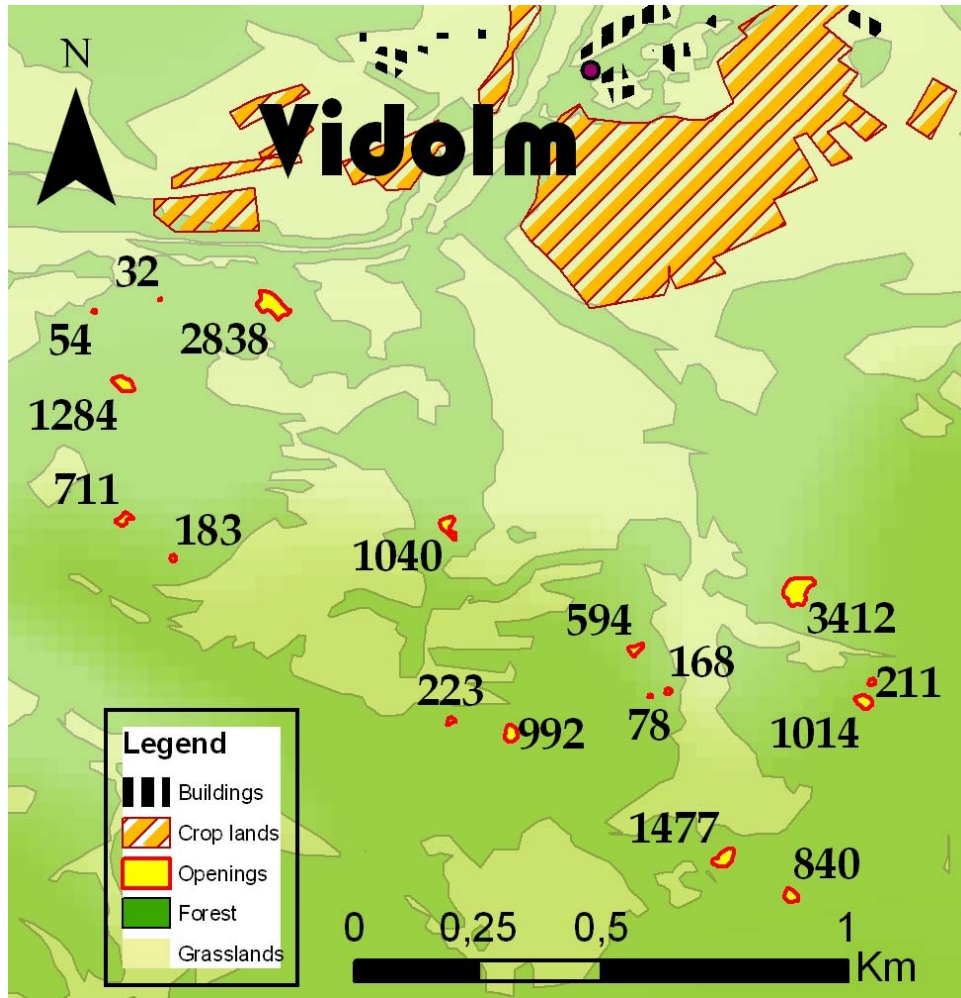 N
Vidolm
32
54
2838
1284
711
183
1040
594
3412
168
223
211
78
992
1014
1477
840
Legend
Buildings
Crop lands
Openings
Forest
Grasslands
0 0,25 0,5 1
Km